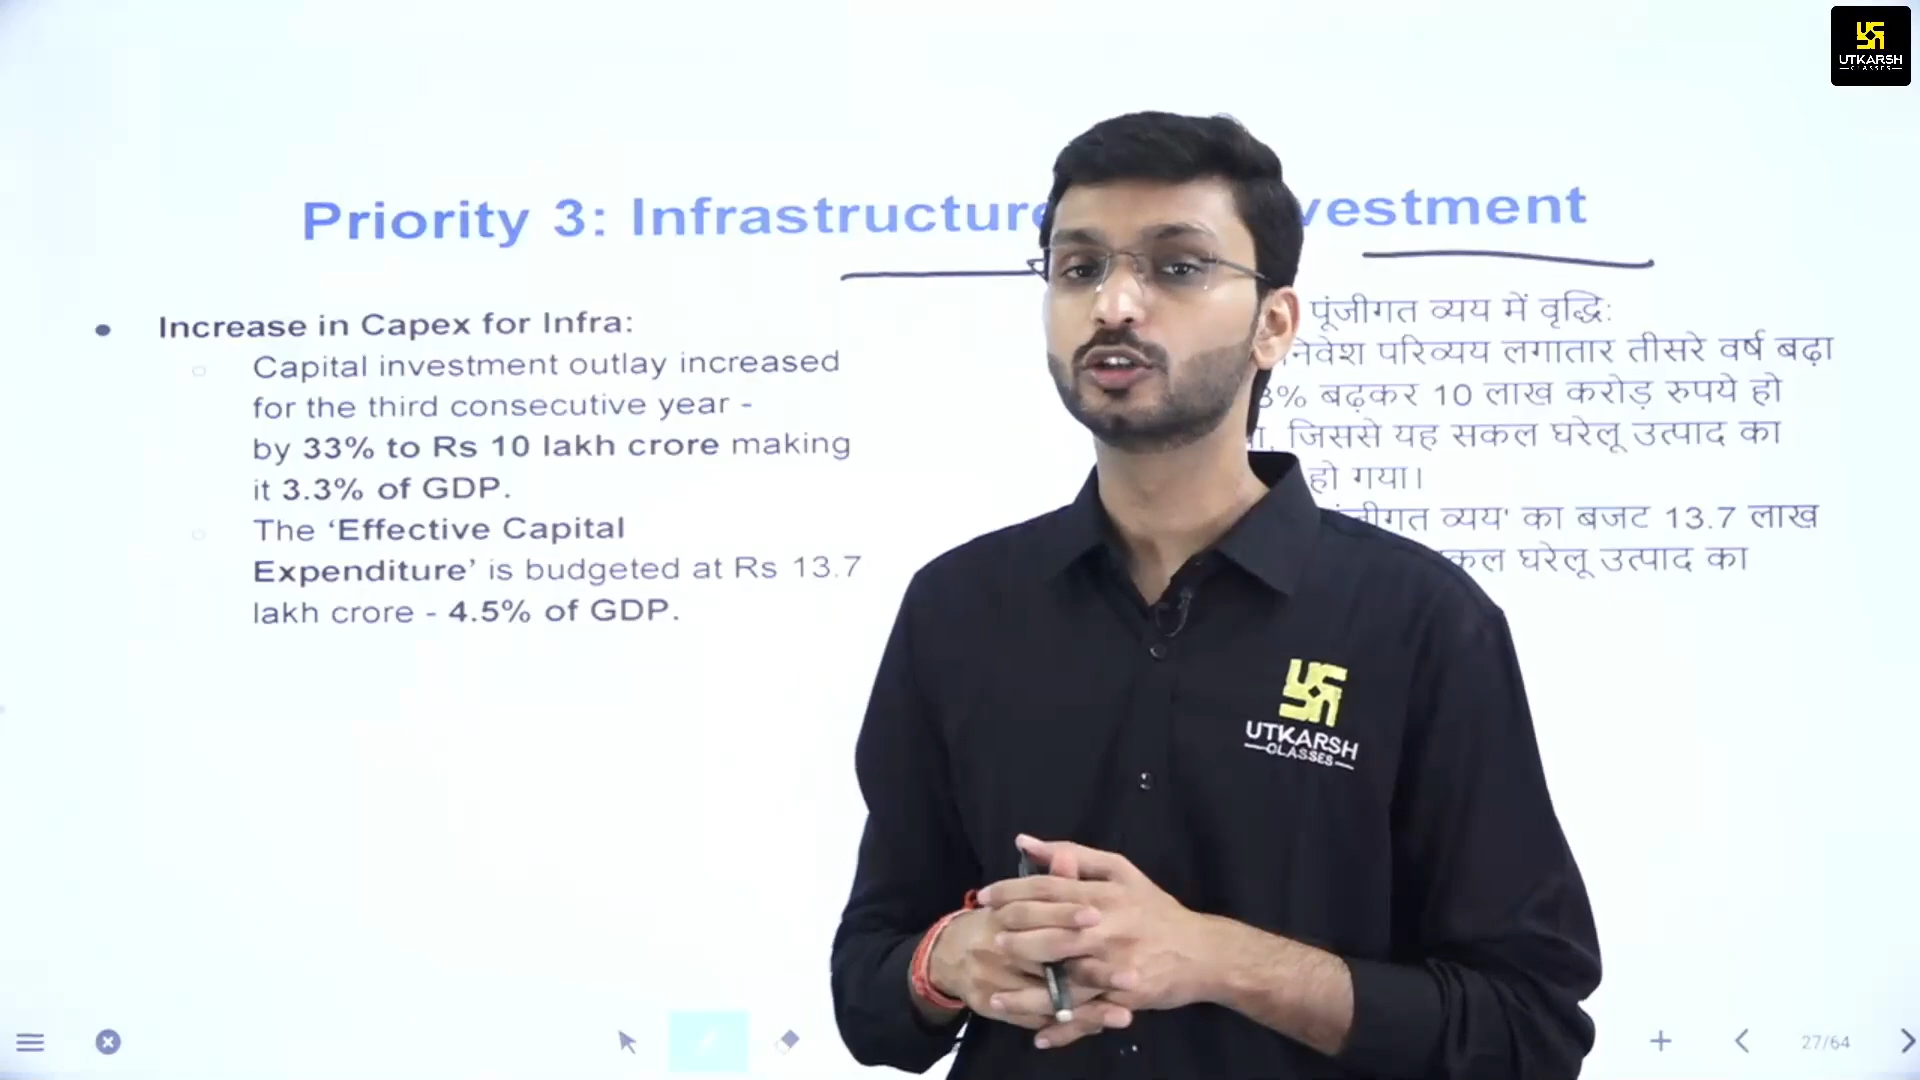 UTKARSH
CLASSES
Priority 3: Infrastructure vestment
Increase in Capex for Infra:
Capital investment outlay increased
for the third consecutive year -
by 33% to Rs 10 lakh crore making
it 3.3% of GDP.
The ‘Effective Capital
Expenditure’ is budgeted at Rs 13.7
lakh crore - 4.5% of GDP.
पूंजीगत व्यय में वृद्धि:
परिव्यय लगातार तीसरे वर्ष बढ़ा
3% बढ़कर 10 लाख करोड़ रुपये हो
जिससे यह सकल घरेलू उत्पाद का
हो गया।
व्यय' का बजट 13.7 लाख
घरेलू उत्पाद का
UTKARSH
CLASSES
27/64